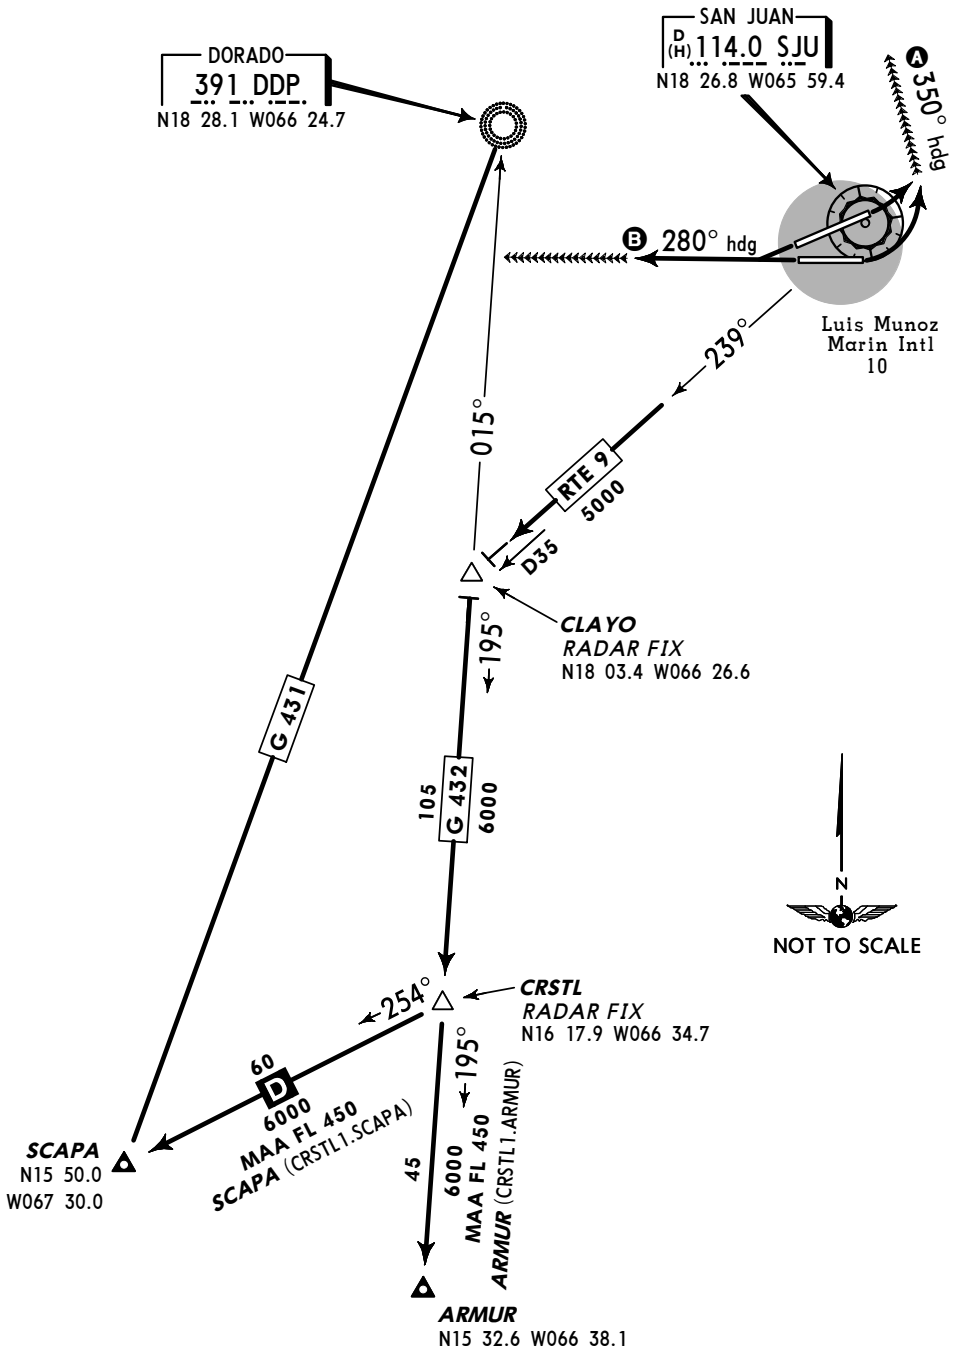 DORADO
391 DDP
N18 28.1 W066 24.7
SAN JUAN
D
(H) 114.0 SJU
N18 26.8 W065 59.4
A
350° hdg
B 280° hdg
Luis Munoz
Marin Intl
10
239°
015°
RTE 9
5000
D35
CLAYO
RADAR FIX
N18 03.4 W066 26.6
195°
G 431
105
G 432
6000
N
NOT TO SCALE
CRSTL
RADAR FIX
N16 17.9 W066 34.7
254°
195°
60
D
6000
MAA FL 450
SCAPA (CRSTL1.SCAPA)
SCAPA
N15 50.0
W067 30.0
45
6000
MAA FL 450
ARMUR (CRSTL1.ARMUR)
ARMUR
N15 32.6 W066 38.1